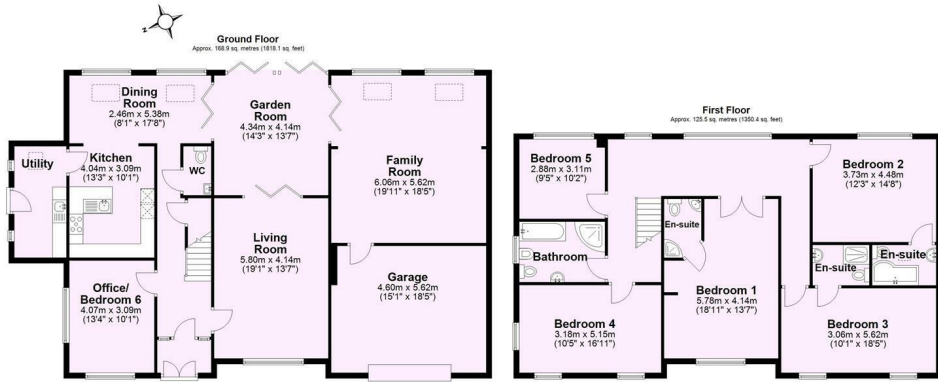 N
Ground Floor
Approx. 168.9 sq. metres (1818.1 sq. feet)
Dining
Room
2.46m x 5.38m
(8'1" x 17'8")
Garden
Room
4.34m x 4.14m
(14'3" x 13'7")
Utility
Kitchen
4.04m x 3.09m
(13'3" x 10'1")
WC
Family
Room
6.06m x 5.62m
(19'11" x 18'5")
Living
Room
5.80m x 4.14m
(19'1" x 13'7")
Office/
Bedroom 6
4.07m x 3.09m
(13'4" x 10'1")
Garage
4.60m x 5.62m
(15'1" x 18'5")
First Floor
Approx. 125.5 sq. metres (1350.4 sq. feet)
Bedroom 5
2.88m x 3.11m
(9'5" x 10'2")
Bedroom 2
3.73m x 4.48m
(12'3" x 14'8")
En-suite
Bathroom
En-suite
En-suite
Bedroom 1
5.78m x 4.14m
(18'11" x 13'7")
Bedroom 4
3.18m x 5.15m
(10'5" x 16'11")
Bedroom 3
3.06m x 5.62m
(10'1" x 18'5")